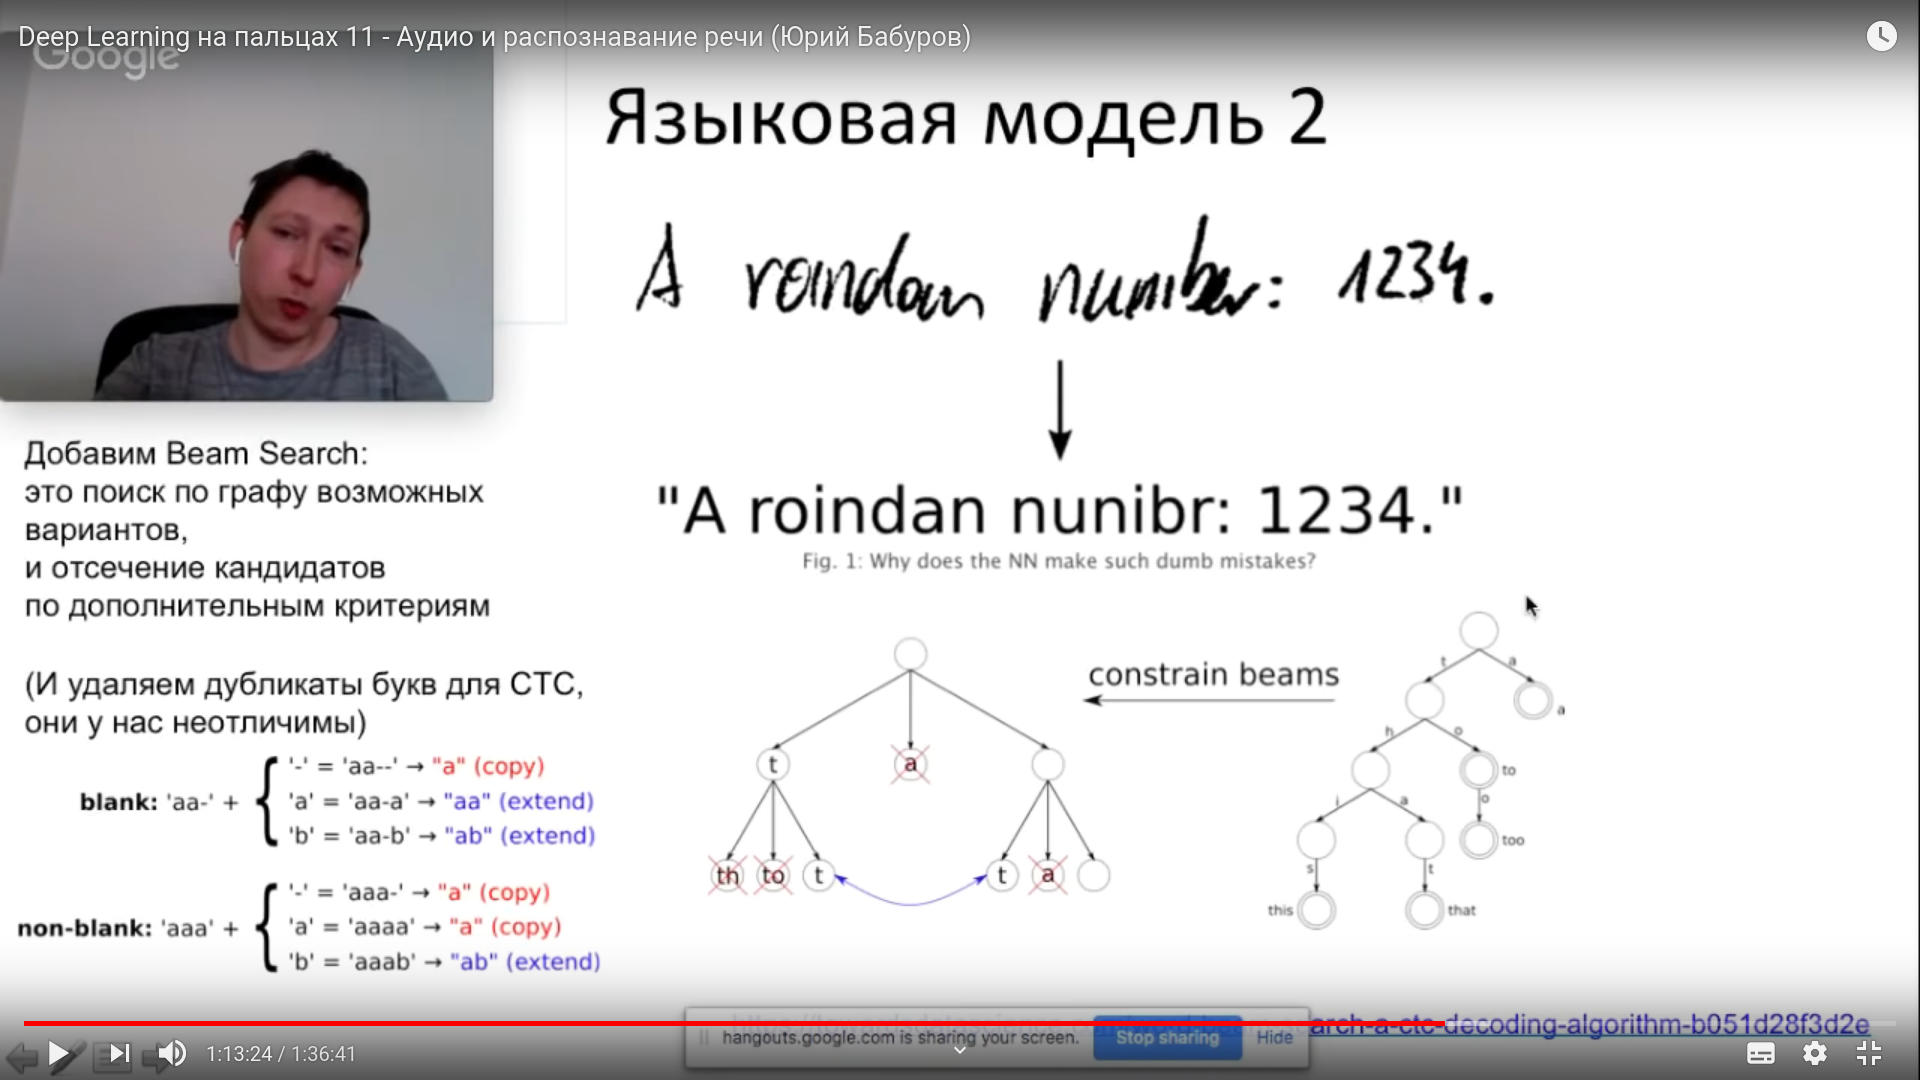 Deep Learning на пальцах 11 - Аудио и распознавание речи (Юрий Бабуров)
Google
Языковая модель 2
A roindan nuniber: 1234.
"A roindan nunibr: 1234."
Fig. 1: Why does the NN make such dumb mistakes?
Добавим Beam Search:
это поиск по графу возможных
вариантов,
и отсечение кандидатов
по дополнительным критериям
(И удаляем дубликаты букв для CTC,
они у нас неотличимы)
blank: 'aa-' +
'-' = 'aa--' → "a" (copy)
'a' = 'aa-a' → "aa" (extend)
'b' = 'aa-b' → "ab" (extend)
non-blank: 'aaa' +
'-' = 'aaa-' → "a" (copy)
'a' = 'aaaa' → "a" (copy)
'b' = 'aaab' → "ab" (extend)
t a
th to t t a
constrain beams
t a
a
h o
to
i a o
too
s t
this that
arch-a-ctc-decoding-algorithm-b051d28f3d2e
hangouts.google.com is sharing your screen. Stop sharing Hide
1:13:24 / 1:36:41